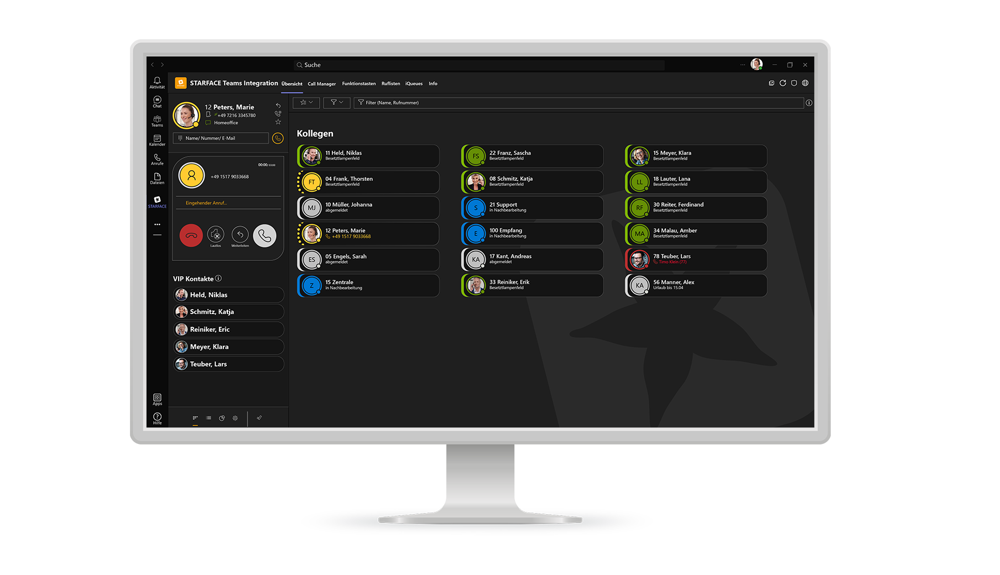 Suche
Aktivität
Chat
Teams
Kalender
Anrufe
Dateien
STARFACE
Apps
Hilfe
STARFACE Teams Integration
Übersicht
Call Manager
Funktionstasten
Ruflisten
iQueues
Info
12 Peters, Marie
+49 7216 3345780
Homeoffice
Name/ Nummer/ E-Mail
00:00/ 03:00
+49 1517 9033668
Eingehender Anruf...
Lautlos
Weiterleiten
VIP Kontakte
Held, Niklas
Schmitz, Katja
Reiniker, Eric
Meyer, Klara
Teuber, Lars
Filter (Name, Rufnummer)
Kollegen
11 Held, Niklas
Besetztlampenfeld
FT
04 Frank, Thorsten
Besetztlampenfeld
MJ
10 Müller, Johanna
abgemeldet
12 Peters, Marie
+49 1517 9033668
ES
05 Engels, Sarah
abgemeldet
Z
15 Zentrale
in Nachbearbeitung
FS
22 Franz, Sascha
Besetztlampenfeld
08 Schmitz, Katja
Besetztlampenfeld
S
21 Support
in Nachbearbeitung
E
100 Empfang
in Nachbearbeitung
KA
17 Kant, Andreas
abgemeldet
33 Reiniker, Erik
Besetztlampenfeld
15 Meyer, Klara
Besetztlampenfeld
LL
18 Lauter, Lana
Besetztlampenfeld
RF
30 Reiter, Ferdinand
Besetztlampenfeld
MA
34 Malau, Amber
Besetztlampenfeld
78 Teuber, Lars
Timo Klein (77)
KA
56 Manner, Alex
Urlaub bis 15.04